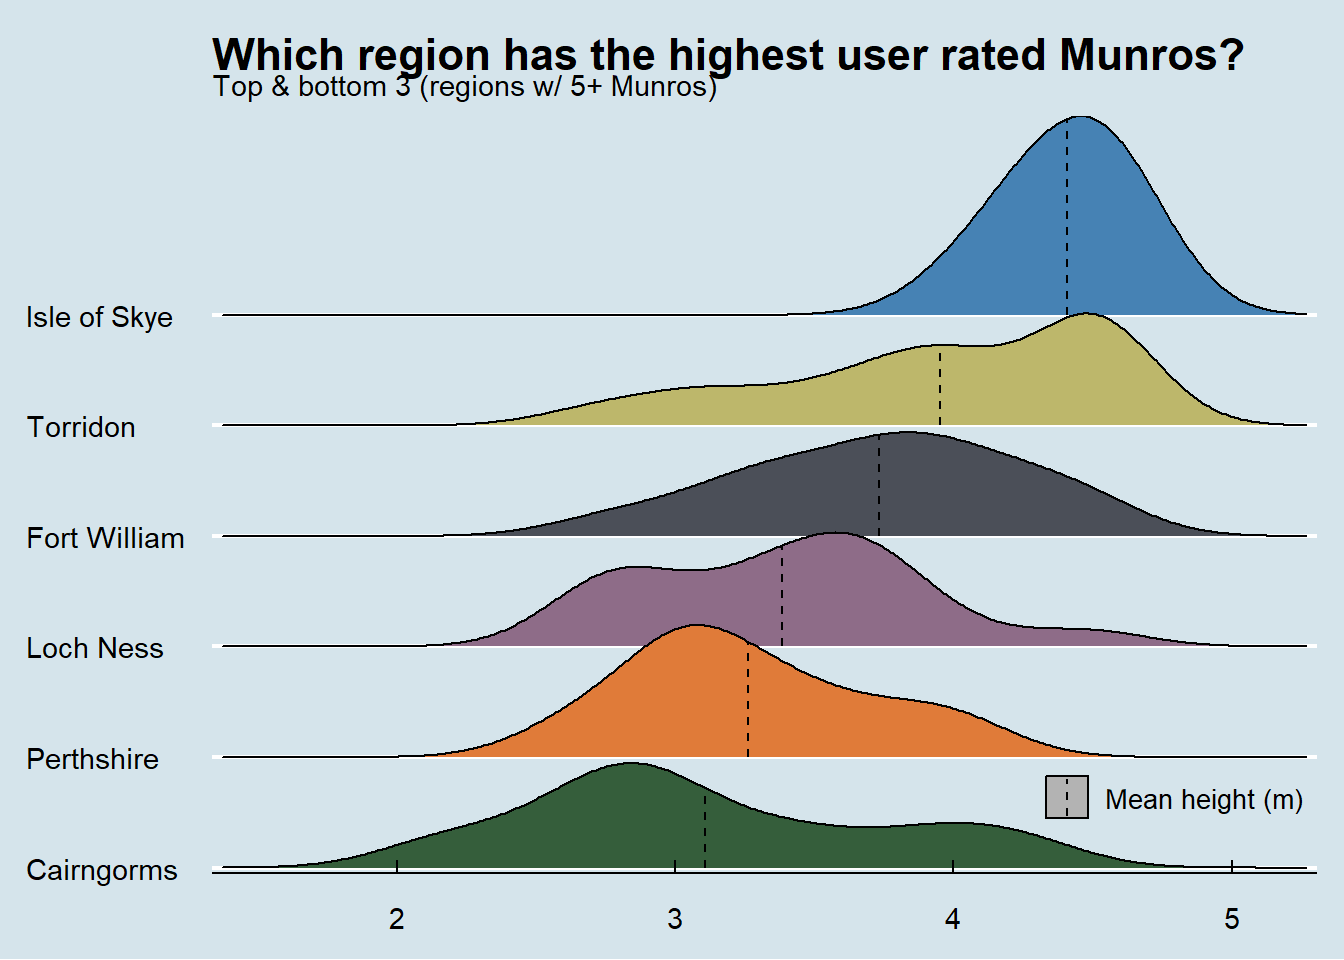 Which region has the highest user rated Munros?
Top & bottom 3 (regions w/ 5+ Munros)
Isle of Skye
Torridon
Fort William
Loch Ness
Perthshire
Mean height (m)
Cairngorms
2 3 4 5